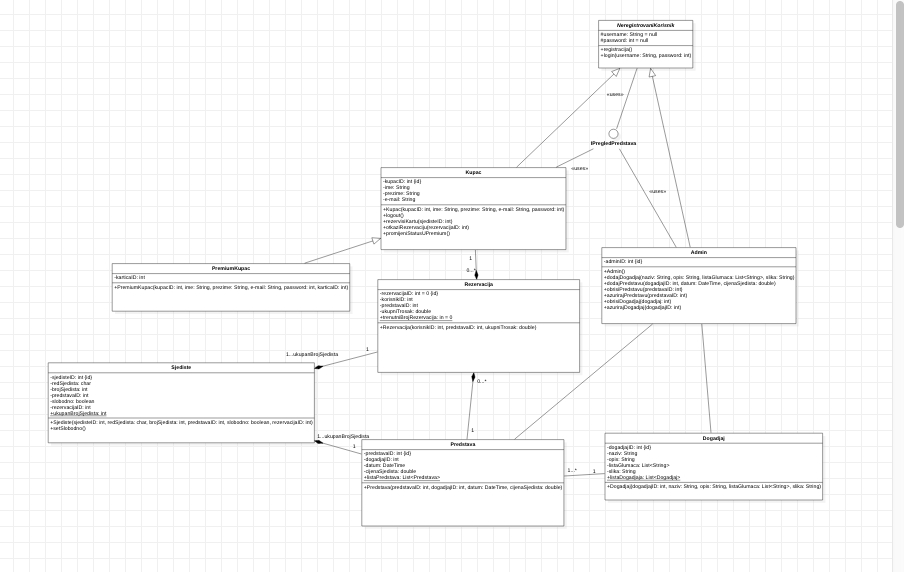 NeregistrovaniKorisnik
#username: String = null
#password: int = null
+registracija()
+login(username: String, password: int)
«uses»
IPregledPredstava
«uses»
«uses»
Kupac
-kupacID: int {id}
-ime: String
-prezime: String
-e-mail: String
+Kupac(kupacID: int, ime: String, prezime: String, e-mail: String, password: int)
+logout()
+rezervisiKartu(sjedisteID: int)
+otkaziRezervaciju(rezervacijaID: int)
+promijeniStatusUPremium()
Admin
-adminID: int {id}
+Admin()
+dodajDogadjaj(naziv: String, opis: String, listaGlumaca: List<String>, slika: String)
+dodajPredstavu(dogadjajID: int, datum: DateTime, cijenaSjedista: double)
+obrisiPredstavu(predstavaID: int)
+azurirajPredstavu(predstavaID: int)
+obrisiDogadjaj(dogadaj: int)
+azurirajDogadjaj(dogadjajID: int)
PremiumKupac
-karticaID: int
+PremiumKupac(kupacID: int, ime: String, prezime: String, e-mail: String, password: int, karticaID: int)
1
0...*
Rezervacija
-rezervacijaID: int = 0 {id}
-korisnikID: int
-predstavaID: int
-ukupniTrosak: double
+trenutniBrojRezervacija: in = 0
+Rezervacija(korisnikID: int, predstavaID: int, ukupniTrosak: double)
1...ukupanBrojSjedista
1
Sjediste
-sjedisteID: int {id}
-redSjedista: char
-brojSjedista: int
-predstavaID: int
-slobodno: boolean
-rezervacijaID: int
+ukupanBrojSjedista: int
+Sjediste(sjedisteID: int, redSjedista: char, brojSjedista: int, predstavaID: int, slobodno: boolean, rezervacijaID: int)
+setSlobodno()
0...*
1
1...ukupanBrojSjedista
1
Predstava
-predstavaID: int {id}
-dogadjajID: int
-datum: DateTime
-cijenaSjedista: double
+listaPredstava: List<Predstava>
+Predstava(predstavaID: int, dogadjajID: int, datum: DateTime, cijenaSjedista: double)
1...*
1
Dogadjaj
-dogadjajID: int {id}
-naziv: String
-opis: String
-listaGlumaca: List<String>
-slika: String
+listaDogadjaja: List<Dogadjaj>
+Dogadjaj(dogadjajID: int, naziv: String, opis: String, listaGlumaca: List<String>, slika: String)